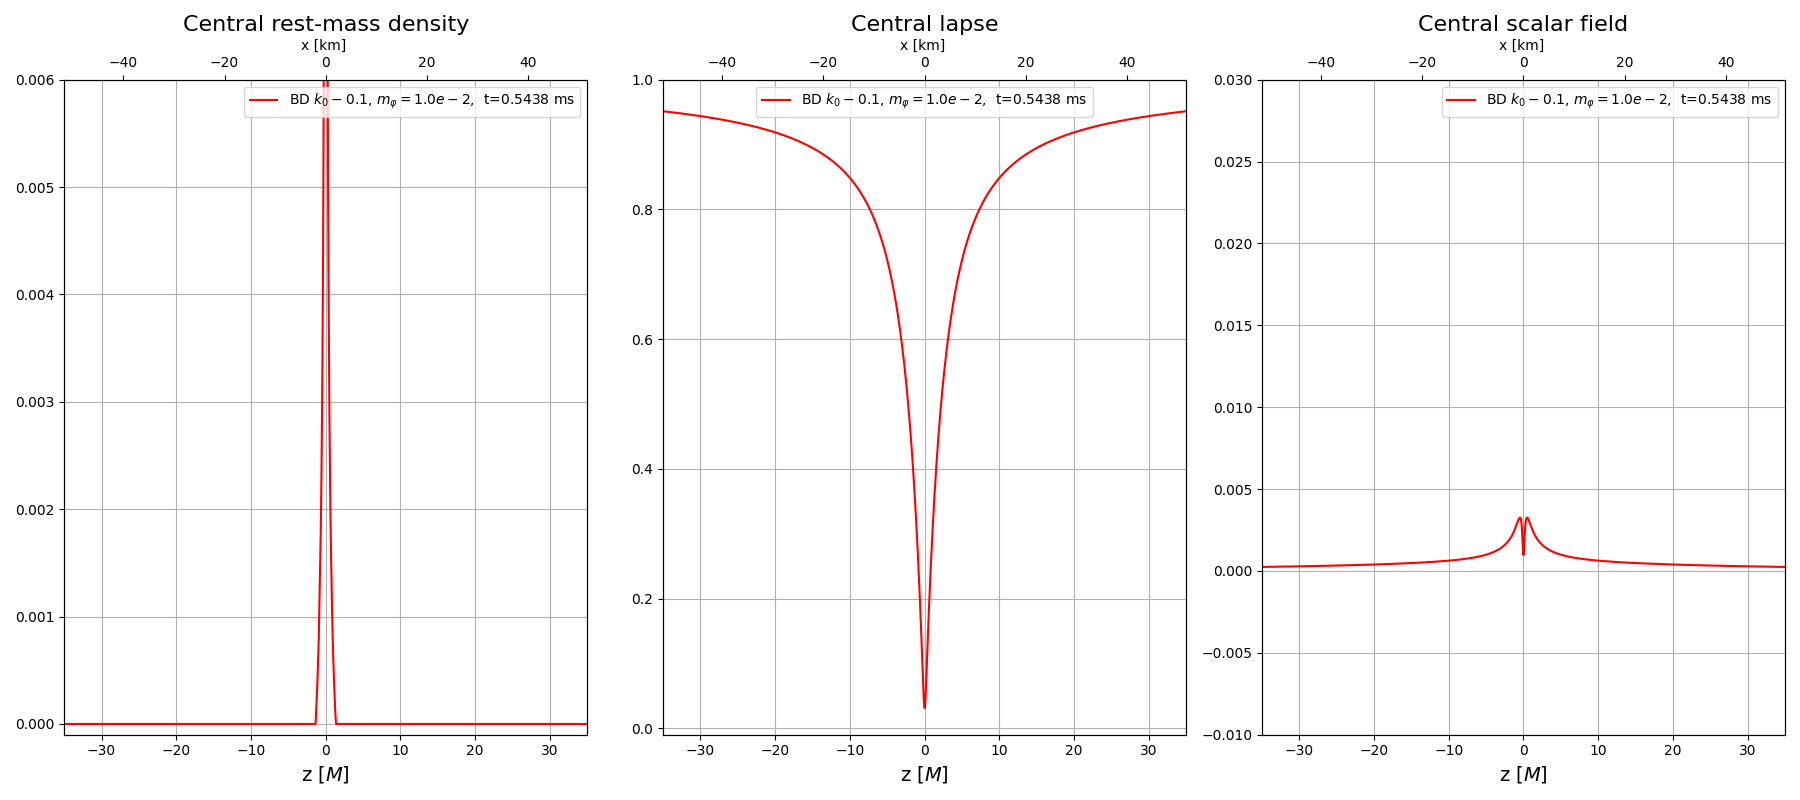 Central rest-mass density
x [km]
−40 −20 0 20 40
0.006
0.005
0.004
0.003
0.002
0.001
0.000
BD k₀ − 0.1, mᵩ = 1.0e − 2, t=0.5438 ms
−30 −20 −10 0 10 20 30
z [M]
Central lapse
x [km]
−40 −20 0 20 40
1.0
0.8
0.6
0.4
0.2
0.0
BD k₀ − 0.1, mᵩ = 1.0e − 2, t=0.5438 ms
−30 −20 −10 0 10 20 30
z [M]
Central scalar field
x [km]
−40 −20 0 20 40
0.030
0.025
0.020
0.015
0.010
0.005
0.000
−0.005
−0.010
BD k₀ − 0.1, mᵩ = 1.0e − 2, t=0.5438 ms
−30 −20 −10 0 10 20 30
z [M]